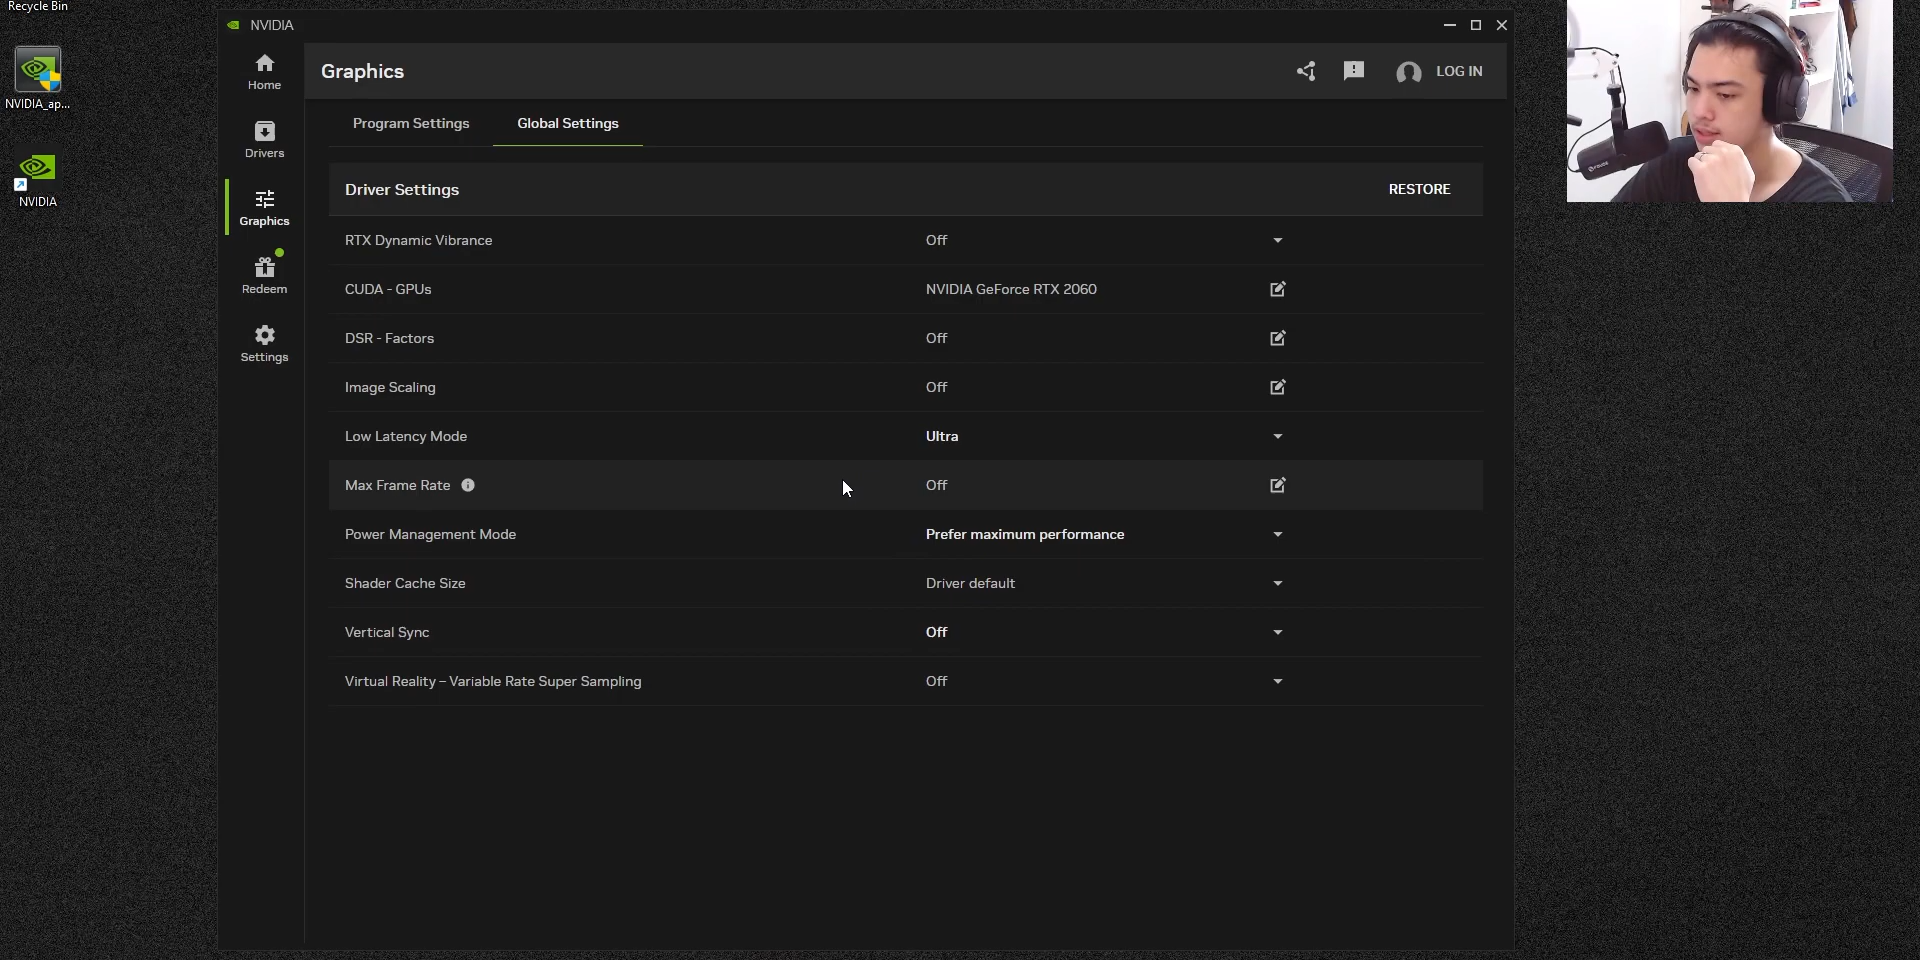 Recycle Bin
NVIDIA_ap...
NVIDIA
NVIDIA
Home
Drivers
Graphics
Redeem
Settings
Graphics
LOG IN
Program Settings
Global Settings
Driver Settings
RESTORE
RTX Dynamic Vibrance
Off
CUDA - GPUs
NVIDIA GeForce RTX 2060
DSR - Factors
Off
Image Scaling
Off
Low Latency Mode
Ultra
Max Frame Rate
Off
Power Management Mode
Prefer maximum performance
Shader Cache Size
Driver default
Vertical Sync
Off
Virtual Reality – Variable Rate Super Sampling
Off